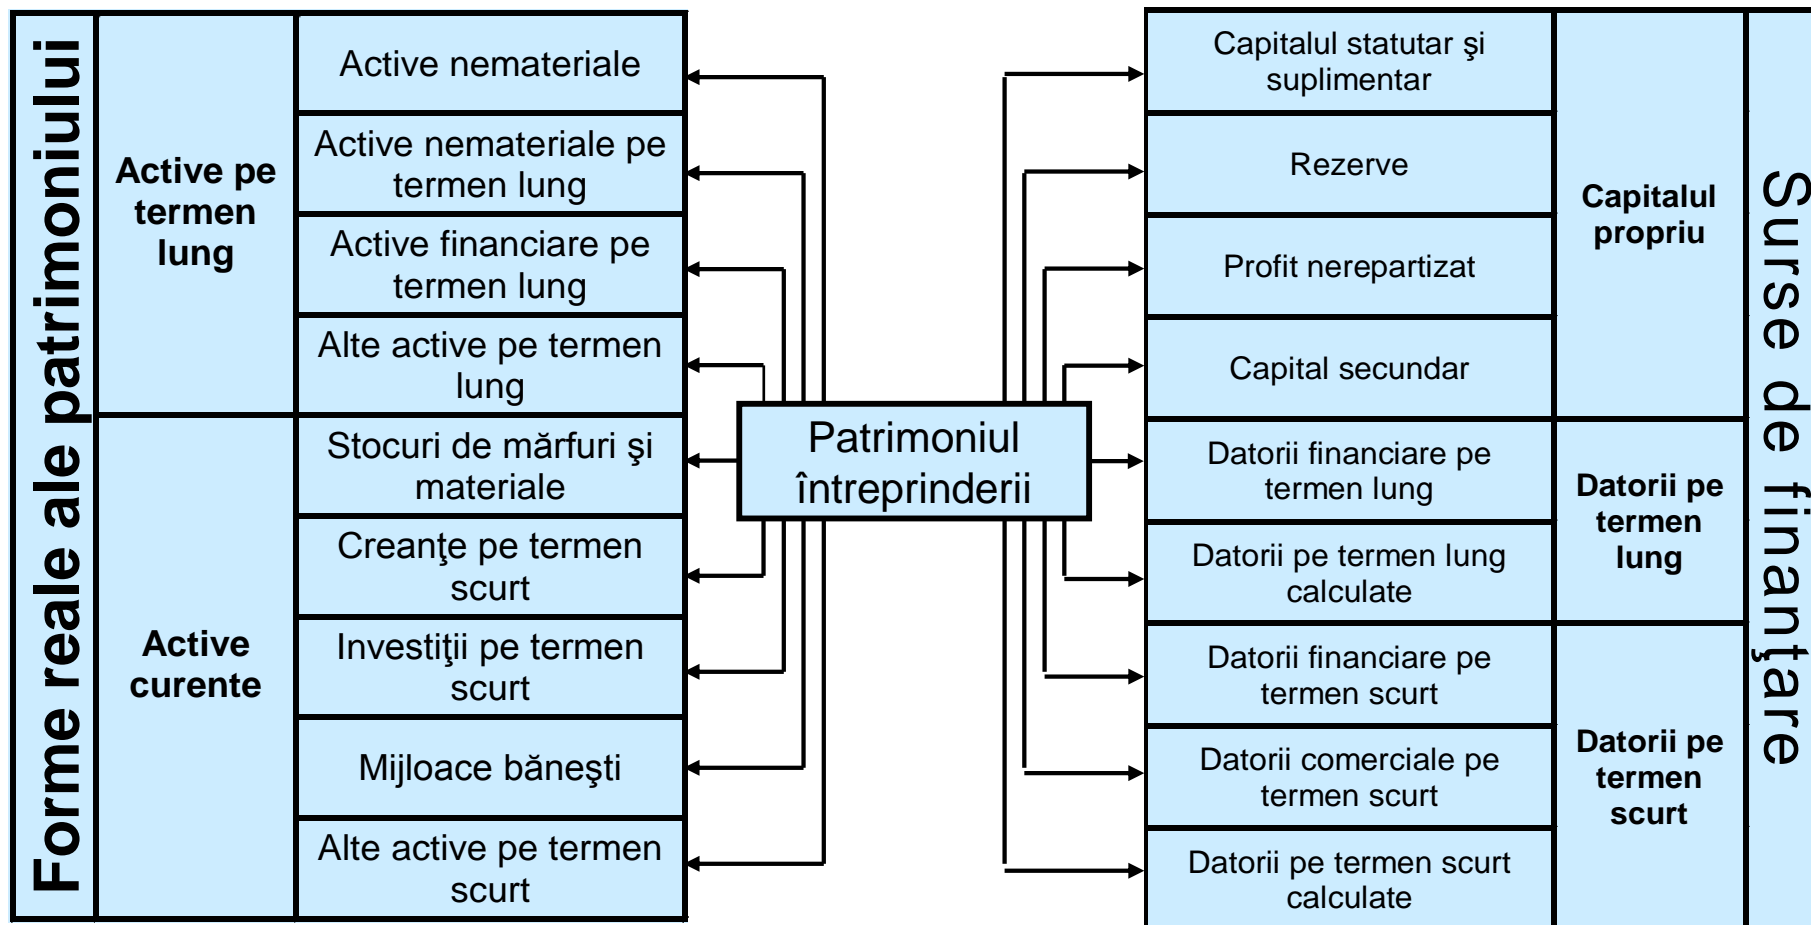 Forme reale ale patrimoniului
Active pe
termen
lung
Active nemateriale
Active nemateriale pe
termen lung
Active financiare pe
termen lung
Alte active pe termen
lung
Active
curente
Stocuri de mărfuri şi
materiale
Creanţe pe termen
scurt
Investiţii pe termen
scurt
Mijloace băneşti
Alte active pe termen
scurt
Patrimoniul
întreprinderii
Capitalul statutar şi
suplimentar
Rezerve
Profit nerepartizat
Capital secundar
Capitalul
propriu
Datorii financiare pe
termen lung
Datorii pe termen lung
calculate
Datorii pe
termen
lung
Datorii financiare pe
termen scurt
Datorii comerciale pe
termen scurt
Datorii pe termen scurt
calculate
Datorii pe
termen
scurt
Surse de finanţare